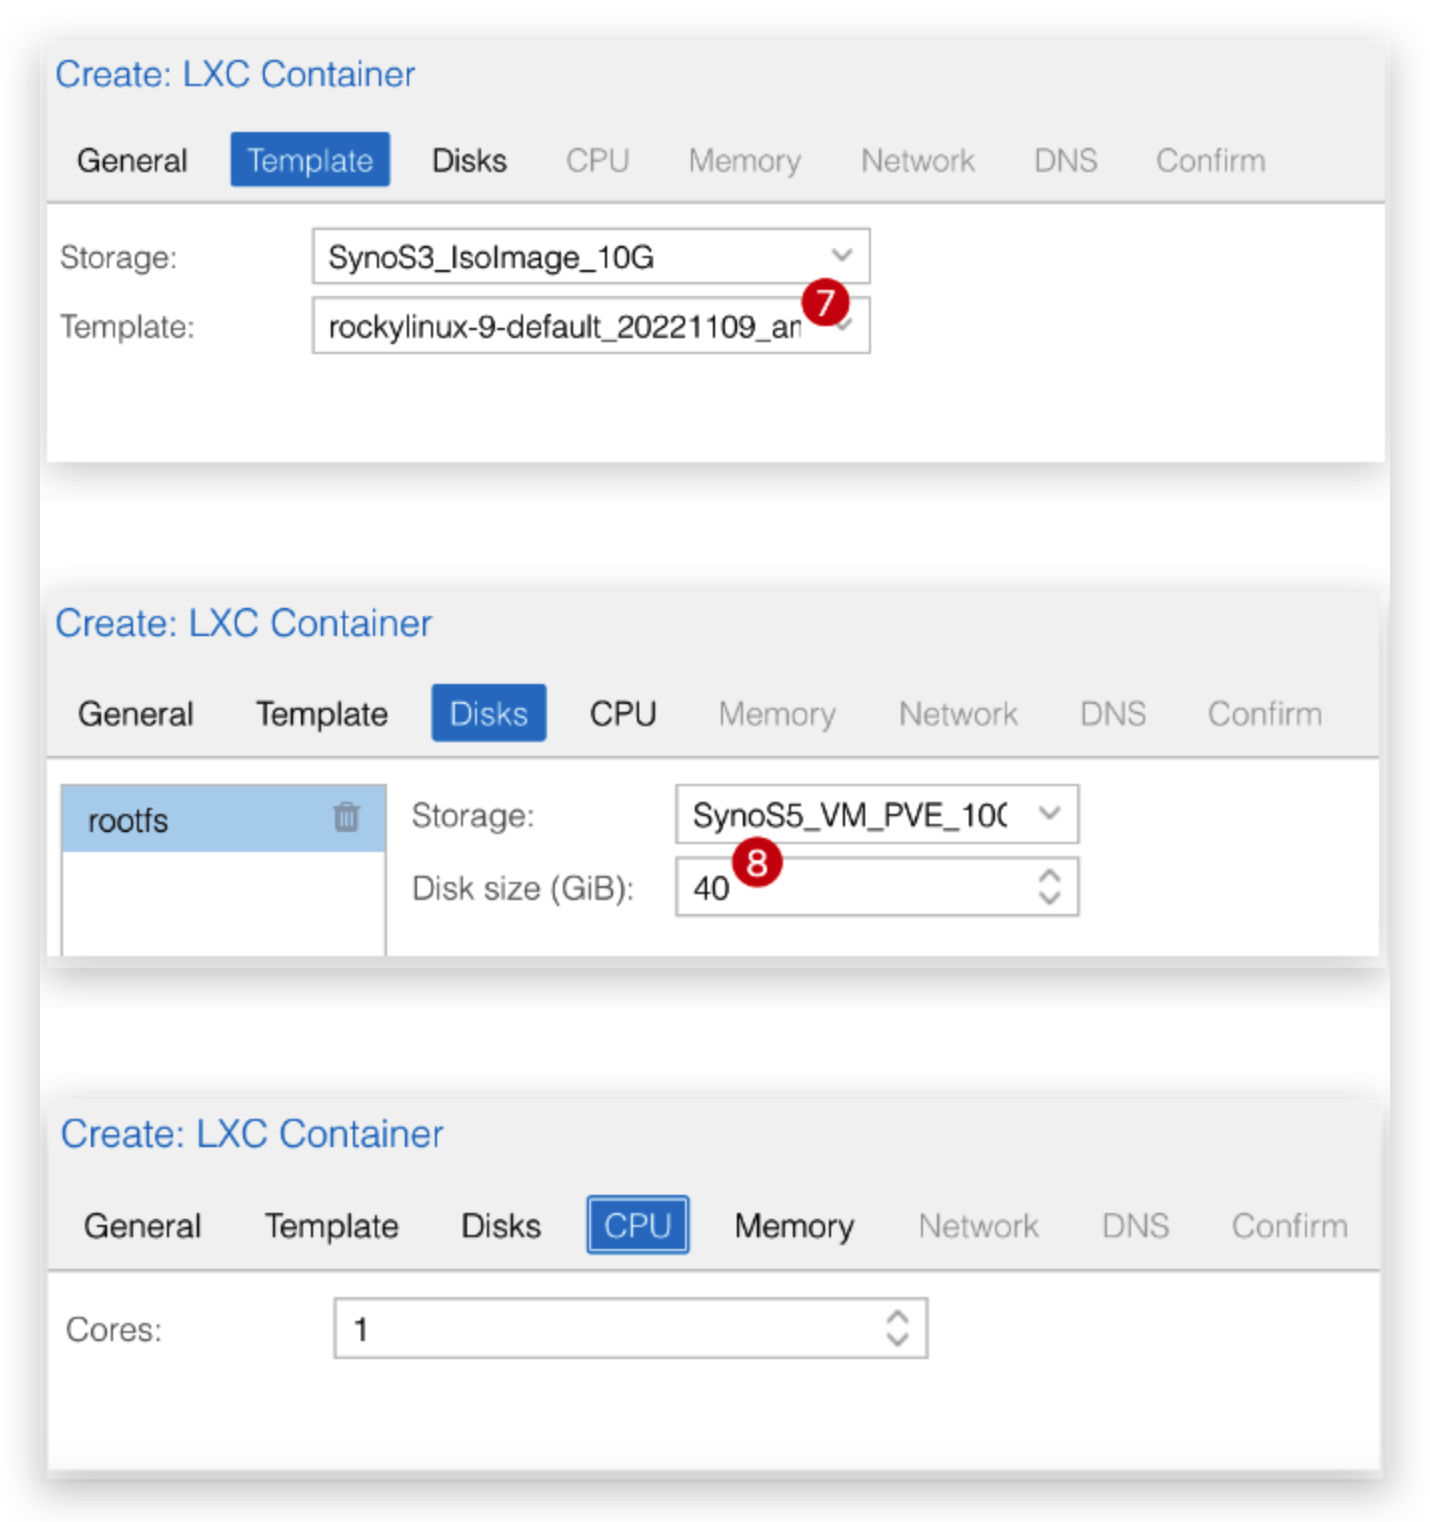 Create: LXC Container
General Template Disks CPU Memory Network DNS Confirm
Storage: SynoS3_IsoImage_10G
7
Template: rockylinux-9-default_20221109_
Create: LXC Container
General Template Disks CPU Memory Network DNS Confirm
rootfs Storage: SynoS5_VM_PVE_10
8
Disk size (GiB): 40
Create: LXC Container
General Template Disks CPU Memory Network DNS Confirm
Cores: 1